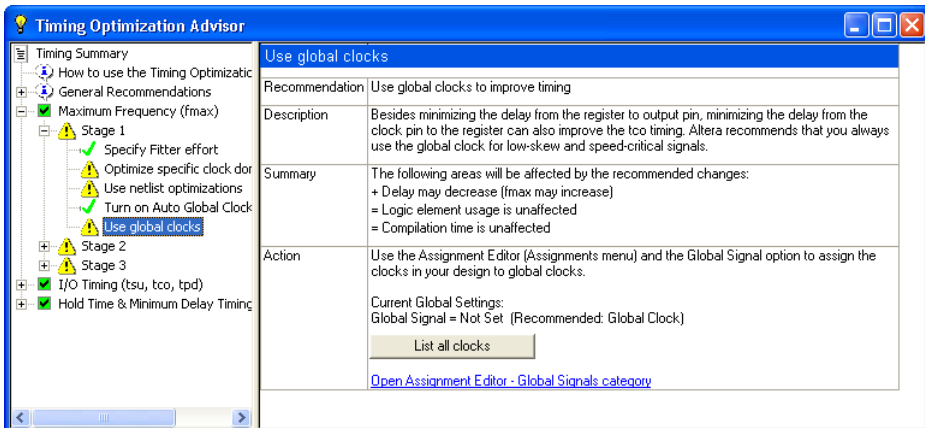 Timing Optimization Advisor
Timing Summary
How to use the Timing Optimizatic
General Recommendations
Maximum Frequency (fmax)
Stage 1
Specify Fitter effort
Optimize specific clock dor
Use netlist optimizations
Turn on Auto Global Clock
Use global clocks
Stage 2
Stage 3
I/O Timing (tsu, tco, tpd)
Hold Time & Minimum Delay Timing
Use global clocks
Recommendation Use global clocks to improve timing
Description Besides minimizing the delay from the register to output pin, minimizing the delay from the
clock pin to the register can also improve the tco timing. Altera recommends that you always
use the global clock for low-skew and speed-critical signals.
Summary The following areas will be affected by the recommended changes:
+ Delay may decrease (fmax may increase)
= Logic element usage is unaffected
= Compilation time is unaffected
Action Use the Assignment Editor (Assignments menu) and the Global Signal option to assign the
clocks in your design to global clocks.
Current Global Settings:
Global Signal = Not Set (Recommended: Global Clock)
List all clocks
Open Assignment Editor - Global Signals category